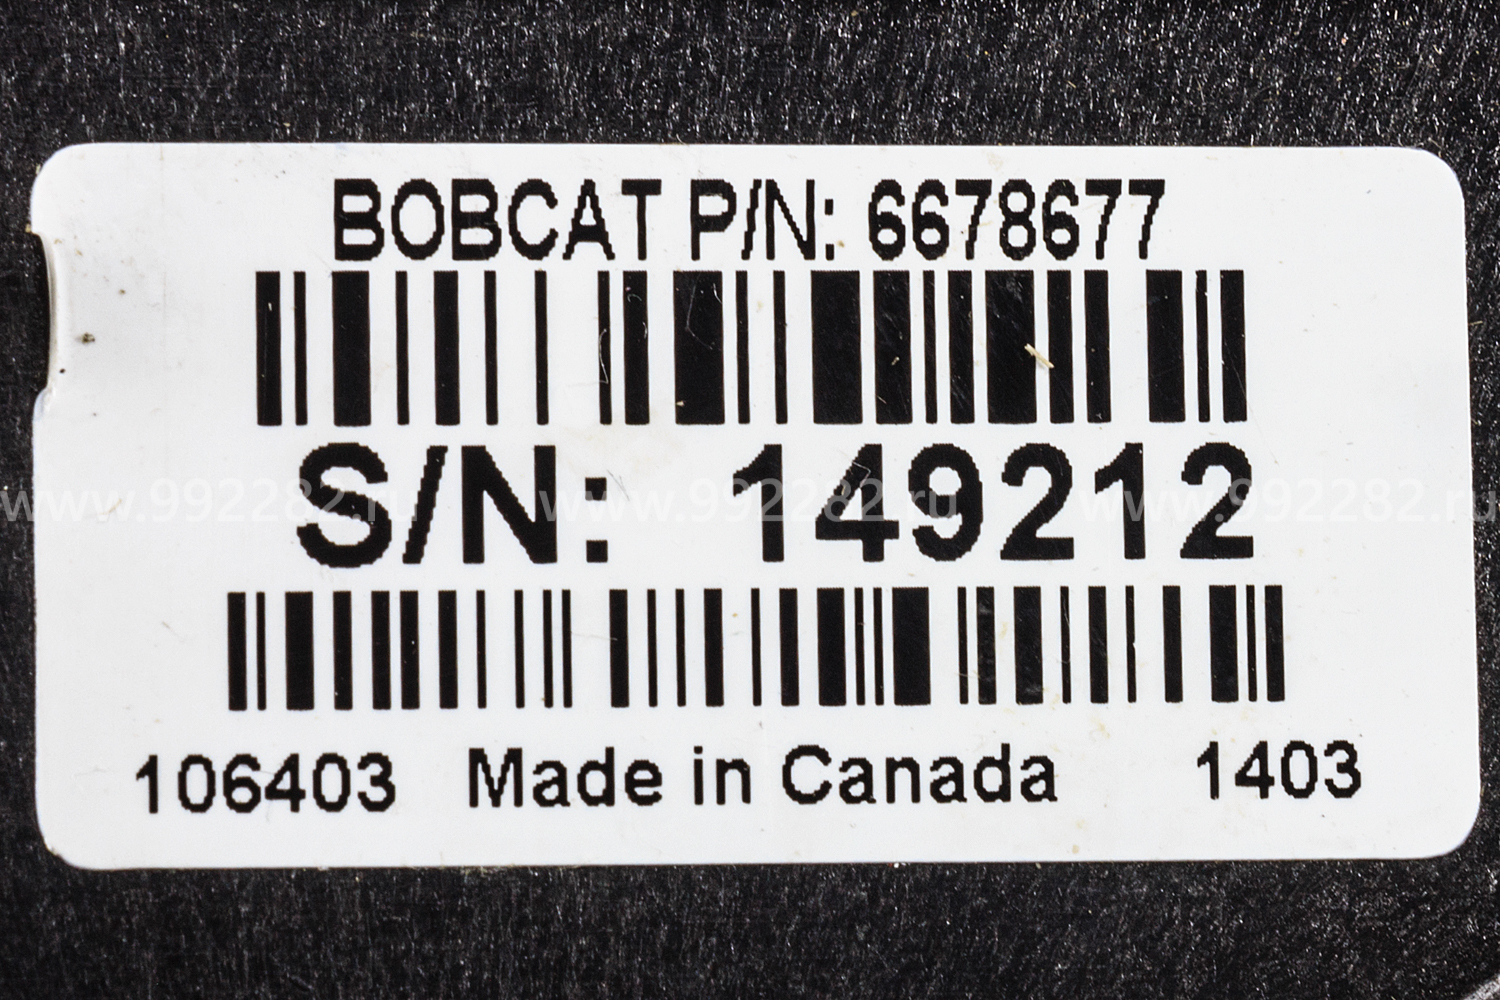 BOBCAT P/N: 6678677
S/N: 149212
www.992282.ru www.992282.ru www.992282.ru
106403 Made in Canada 1403